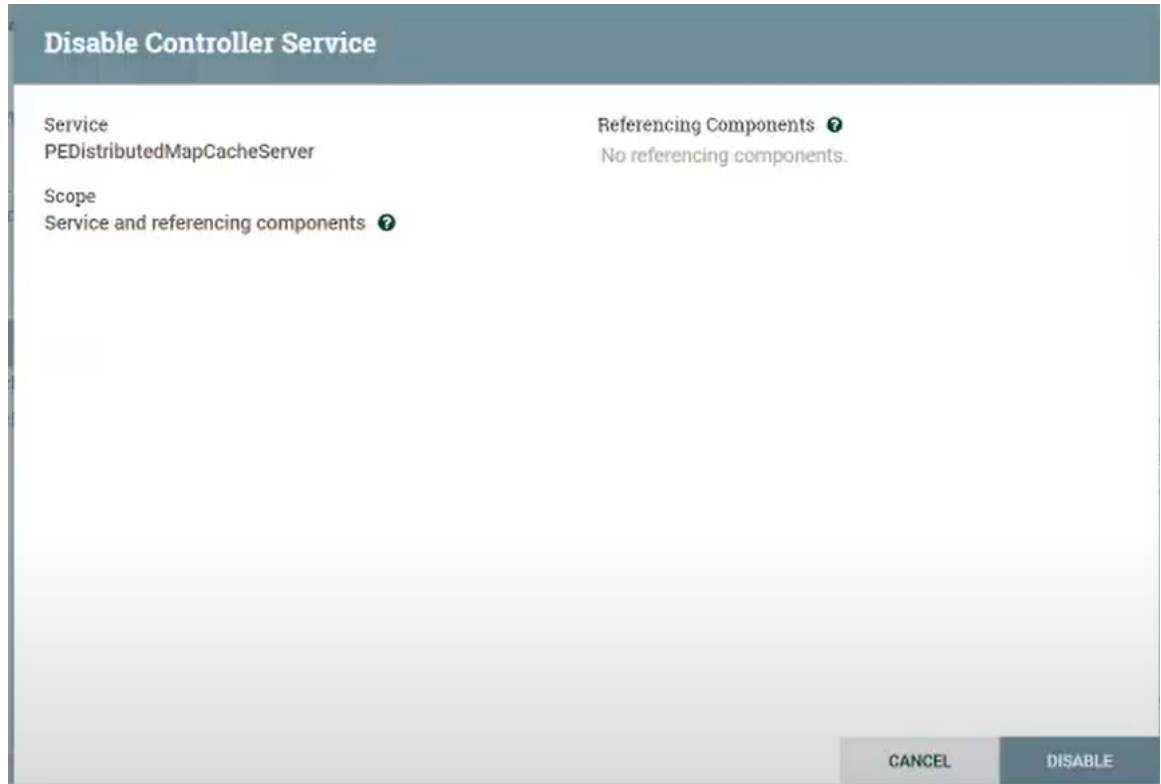 Disable Controller Service
Service
PEDistributedMapCacheServer
Scope
Service and referencing components
Referencing Components
No referencing components.
CANCEL
DISABLE